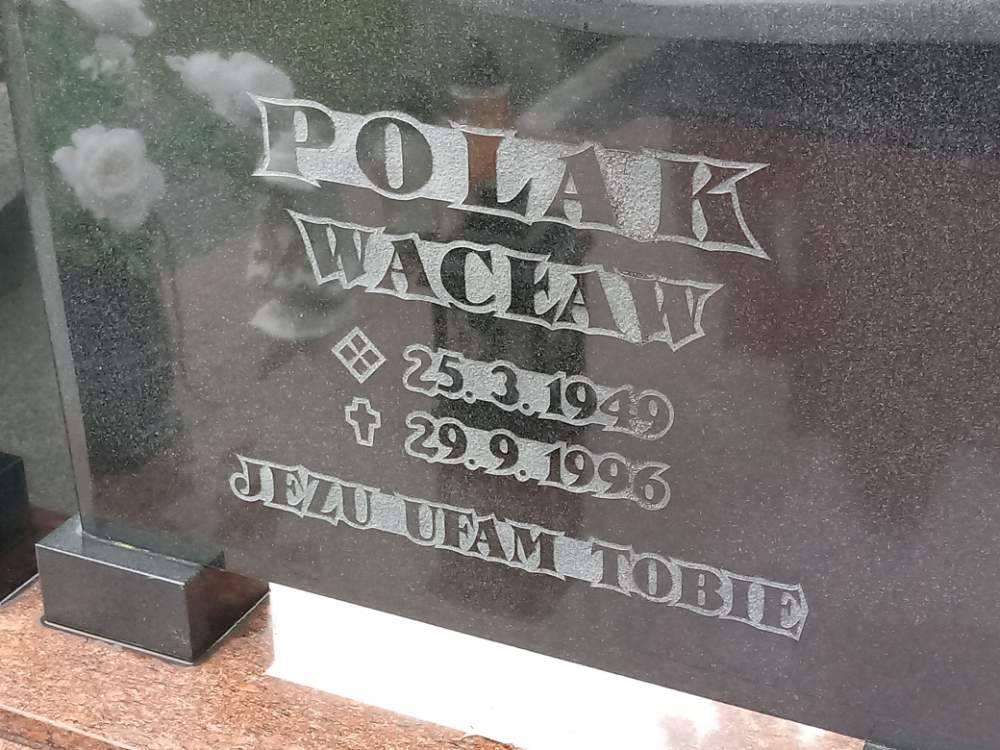 POLAK
WACŁAW
25.3.1949
29.9.1996
JEZU UFAM TOBIE